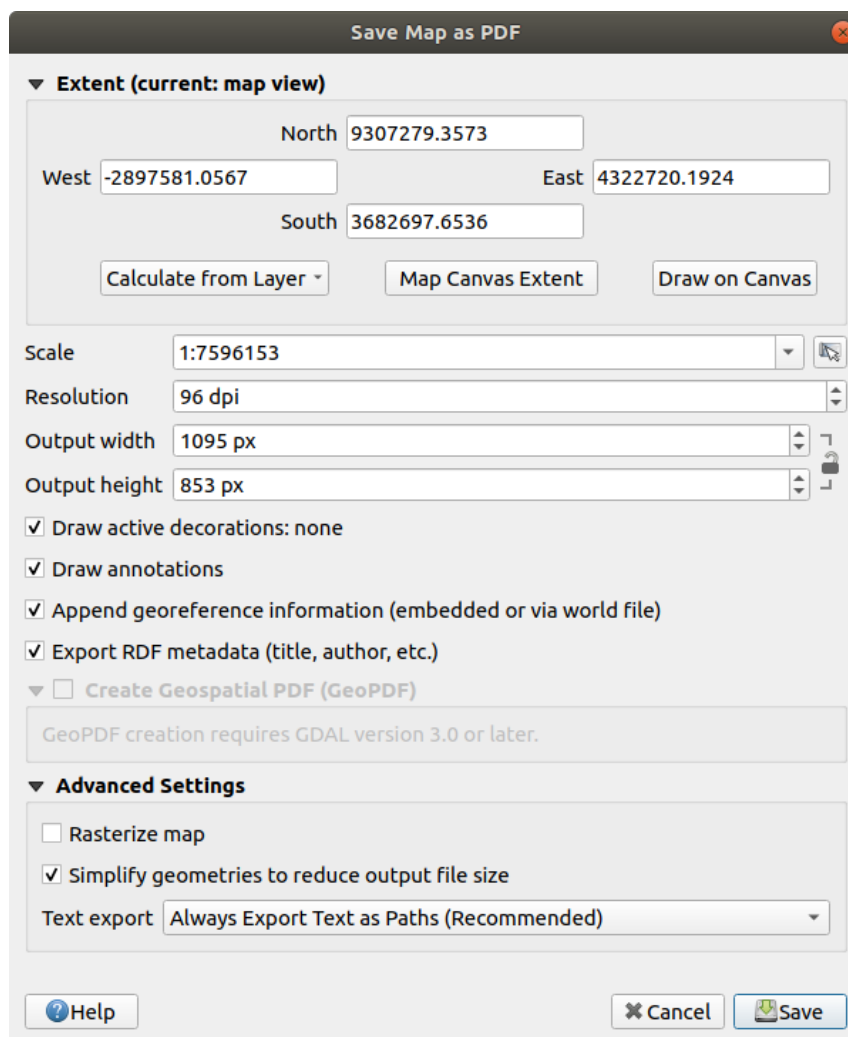 Save Map as PDF
Extent (current: map view)
North 9307279.3573
West -2897581.0567 East 4322720.1924
South 3682697.6536
Calculate from Layer Map Canvas Extent Draw on Canvas
Scale 1:7596153
Resolution 96 dpi
Output width 1095 px
Output height 853 px
Draw active decorations: none
Draw annotations
Append georeference information (embedded or via world file)
Export RDF metadata (title, author, etc.)
Create Geospatial PDF (GeoPDF)
GeoPDF creation requires GDAL version 3.0 or later.
Advanced Settings
Rasterize map
Simplify geometries to reduce output file size
Text export Always Export Text as Paths (Recommended)
Help Cancel Save